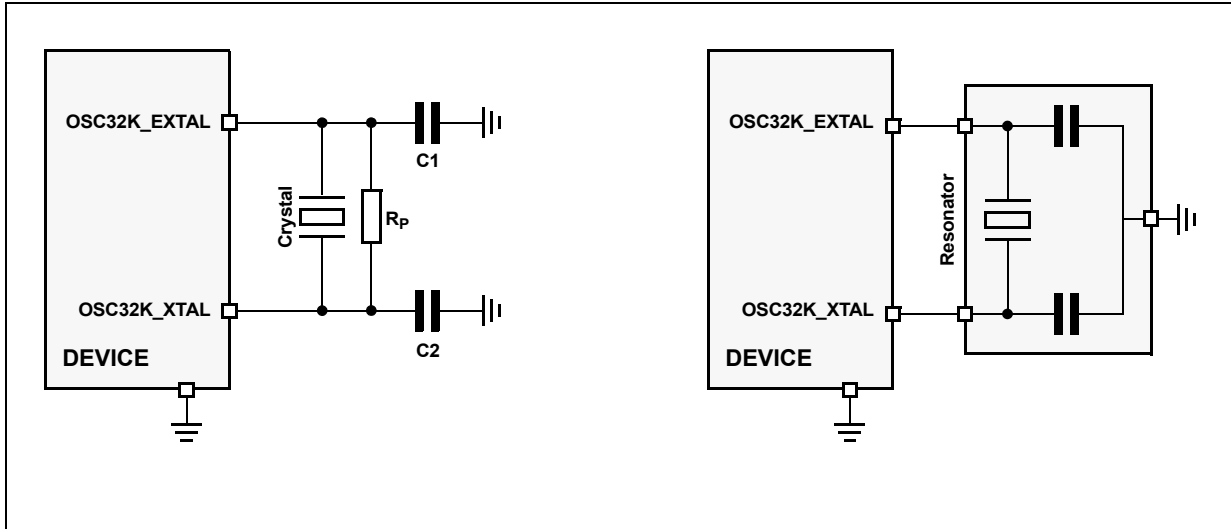 OSC32K_EXTAL
C1
Crystal
RP
OSC32K_XTAL
C2
DEVICE
OSC32K_EXTAL
Resonator
OSC32K_XTAL
DEVICE